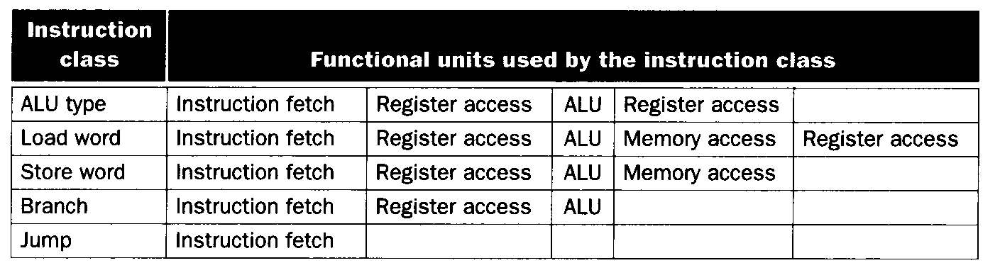 Instruction
class
Functional units used by the instruction class
ALU type Instruction fetch Register access ALU Register access
Load word Instruction fetch Register access ALU Memory access Register access
Store word Instruction fetch Register access ALU Memory access
Branch Instruction fetch Register access ALU
Jump Instruction fetch